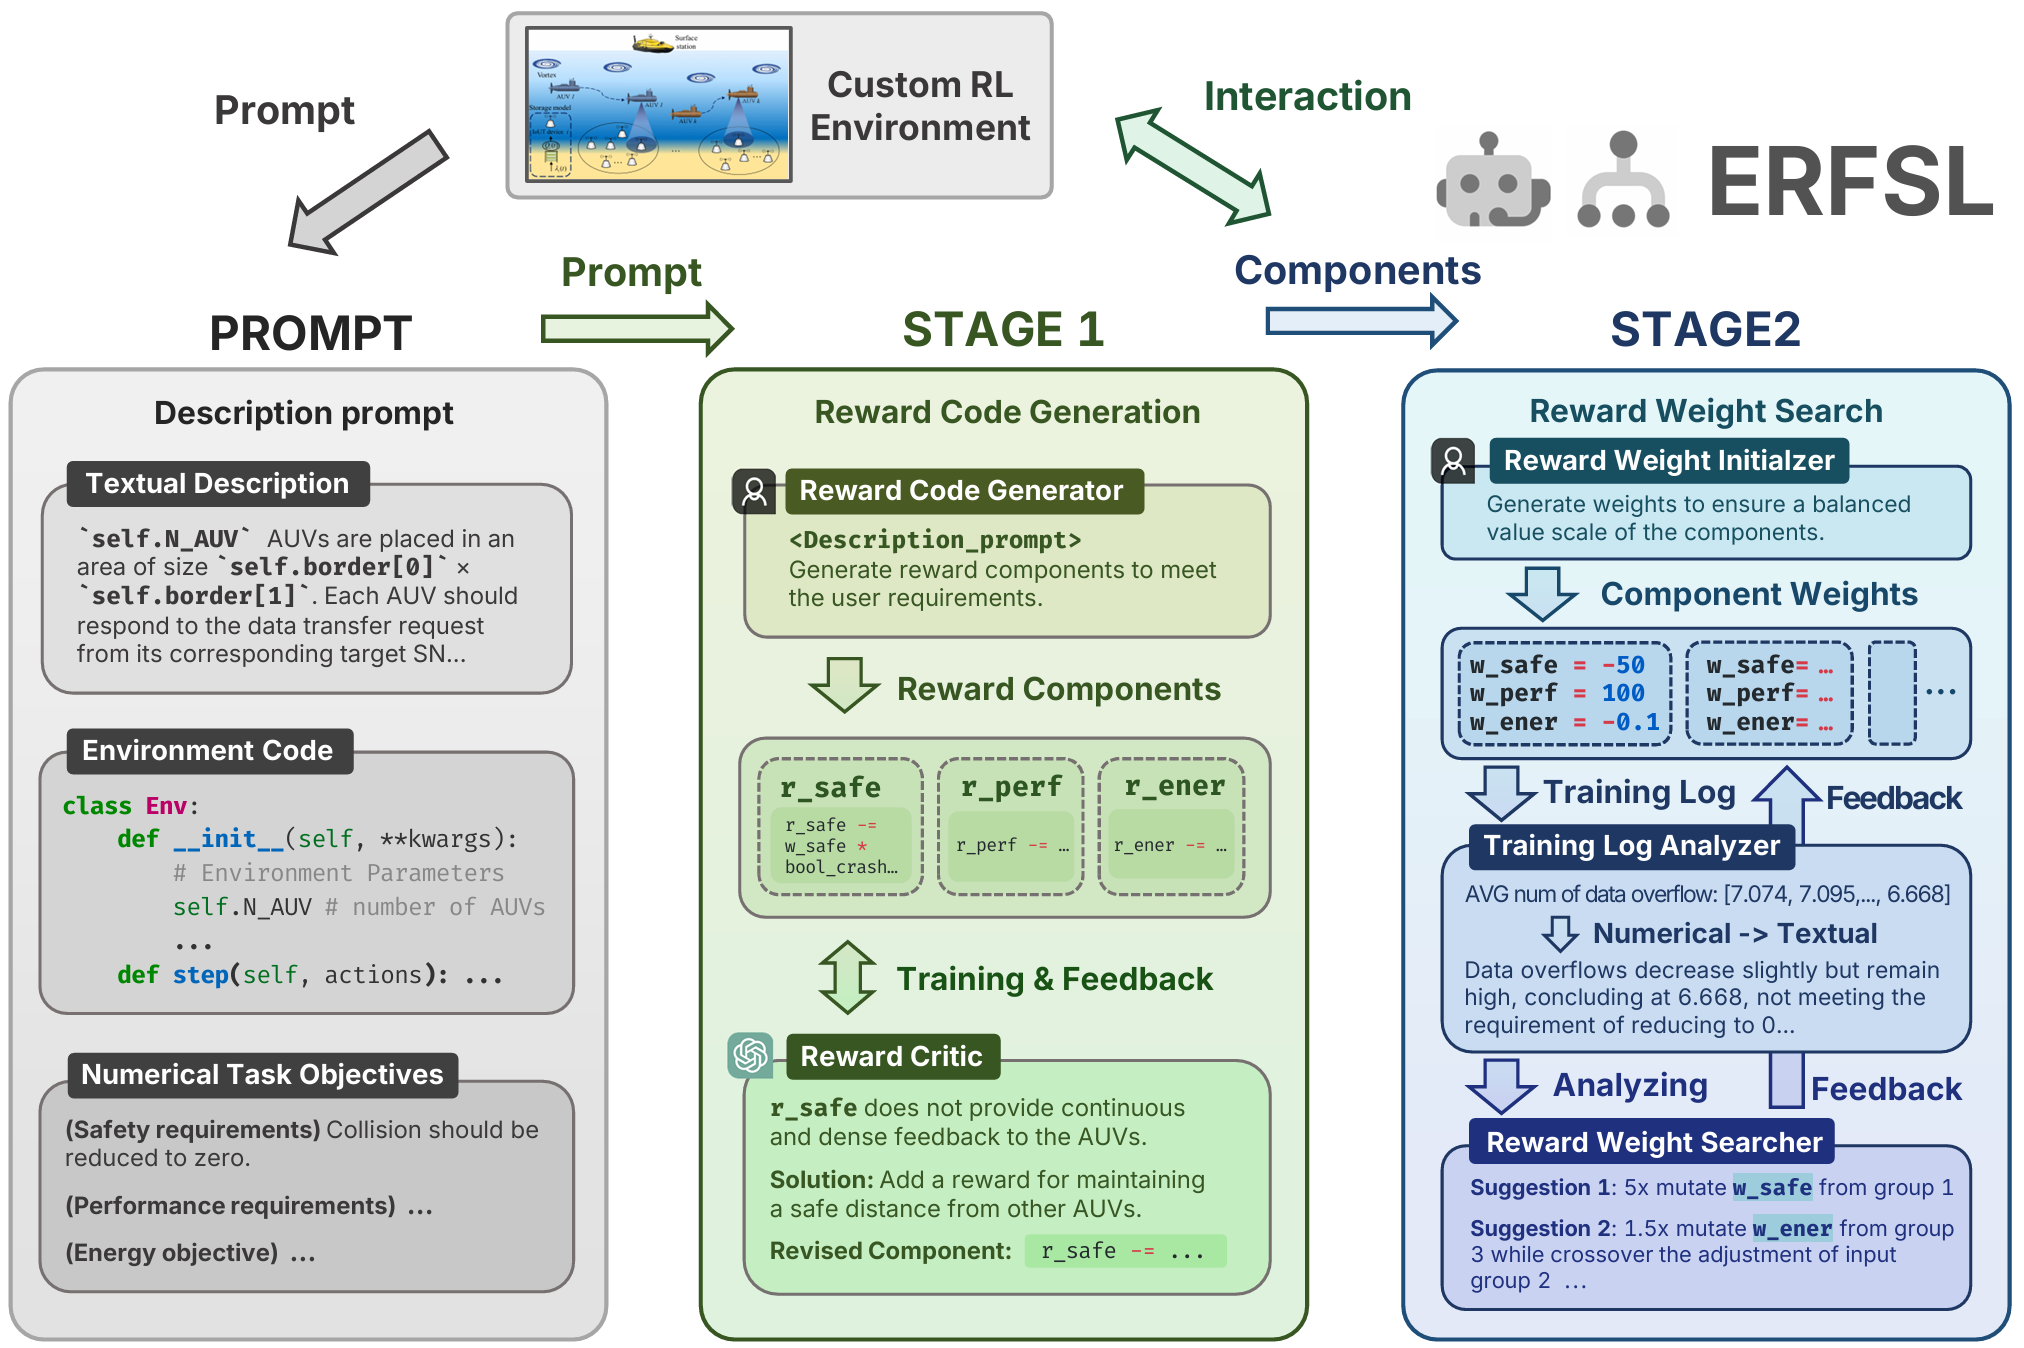 Surface
station
Vortex
AUV 1
AUV j
AUV k
AUV k
Storage model
IoUT device i
Custom RL
Environment
Prompt
Interaction
ERFSL
Prompt
Components
PROMPT
STAGE 1
STAGE2
Description prompt
Textual Description
`self.N_AUV` AUVs are placed in an
area of size `self.border[0]` ×
`self.border[1]`. Each AUV should
respond to the data transfer request
from its corresponding target SN...
Environment Code
class Env:
def __init__(self, **kwargs):
# Environment Parameters
self.N_AUV # number of AUVs
...
def step(self, actions): ...
Numerical Task Objectives
(Safety requirements) Collision should be
reduced to zero.
(Performance requirements) ...
(Energy objective) ...
Reward Code Generation
Reward Code Generator
<Description_prompt>
Generate reward components to meet
the user requirements.
Reward Components
r_safe
r_safe -=
w_safe *
bool_crash…
r_perf
r_perf -= …
r_ener
r_ener -= …
Training & Feedback
Reward Critic
r_safe does not provide continuous
and dense feedback to the AUVs.
Solution: Add a reward for maintaining
a safe distance from other AUVs.
Revised Component: r_safe -= ...
Reward Weight Search
Reward Weight Initialzer
Generate weights to ensure a balanced
value scale of the components.
Component Weights
w_safe = -50
w_perf = 100
w_ener = -0.1
w_safe= …
w_perf= …
w_ener= …
...
Training Log
Feedback
Training Log Analyzer
AVG num of data overflow: [7.074, 7.095,..., 6.668]
Numerical -> Textual
Data overflows decrease slightly but remain
high, concluding at 6.668, not meeting the
requirement of reducing to 0...
Analyzing
Feedback
Reward Weight Searcher
Suggestion 1: 5x mutate w_safe from group 1
Suggestion 2: 1.5x mutate w_ener from group
3 while crossover the adjustment of input
group 2 ...